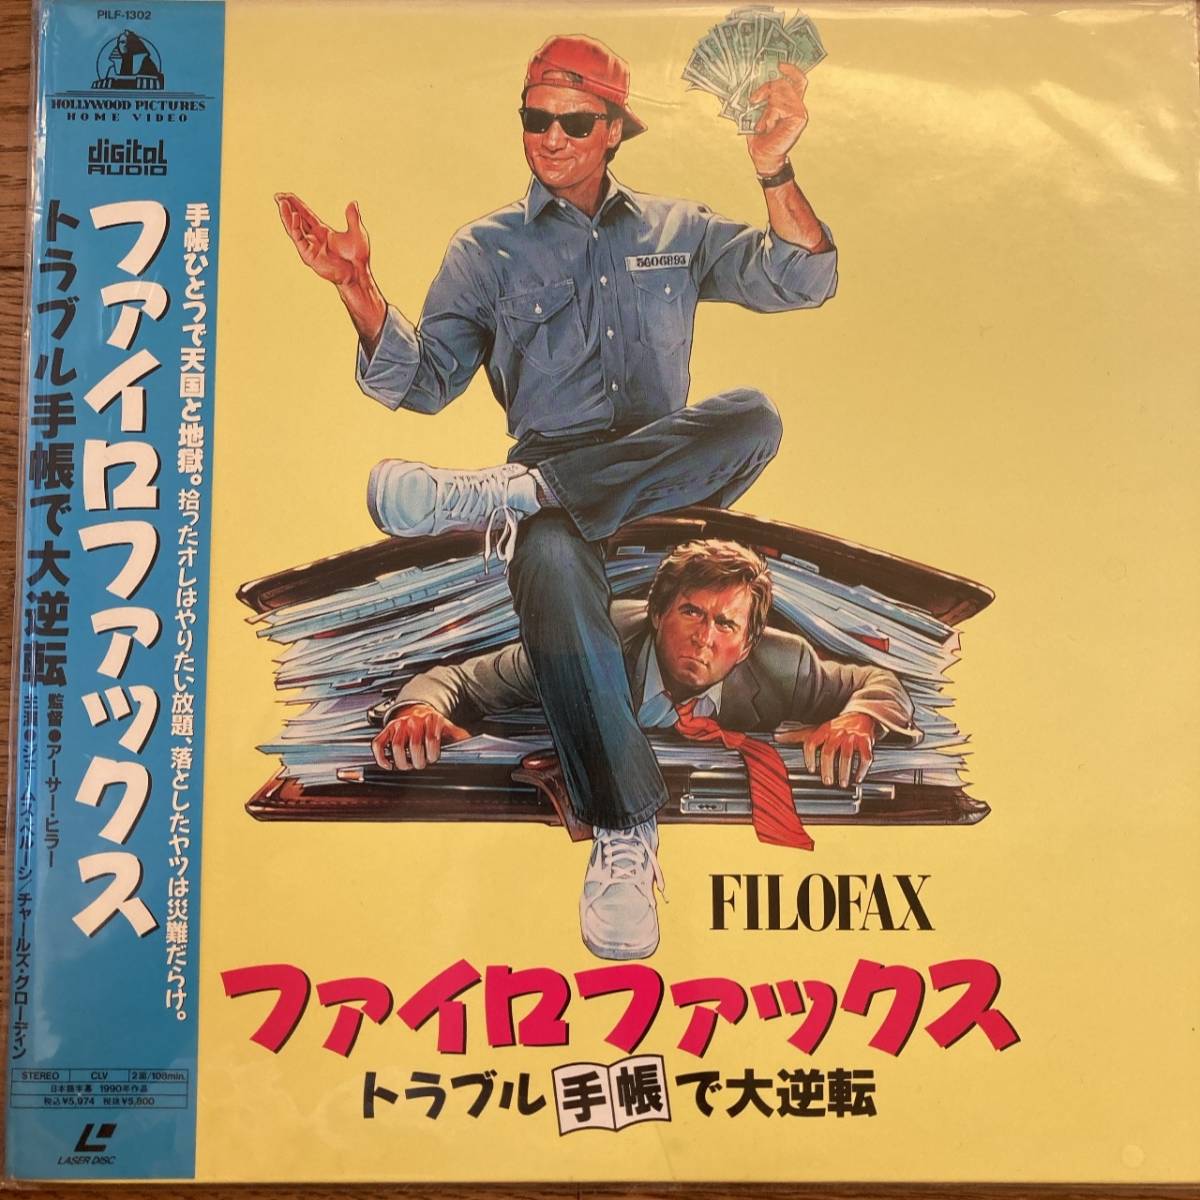 PILF-1302
HOLLYWOOD PICTURES
HOME VIDEO
digital
AUDIO
手帳ひとつで天国と地獄。拾ったオレはやりたい放題、落としたヤツは災難だらけ。
ファイロファックス
トラブル手帳で大逆転
監督●アーサー・ヒラー
主演●ジェームズ・ベルーシ/チャールズ・グローディン
STEREO CLV 2面/108min.
日本語字幕 1990年作品
税込¥5,974 税抜¥5,800
LASER DISC
5606893
FILOFAX
ファイロファックス
トラブル手帳で大逆転